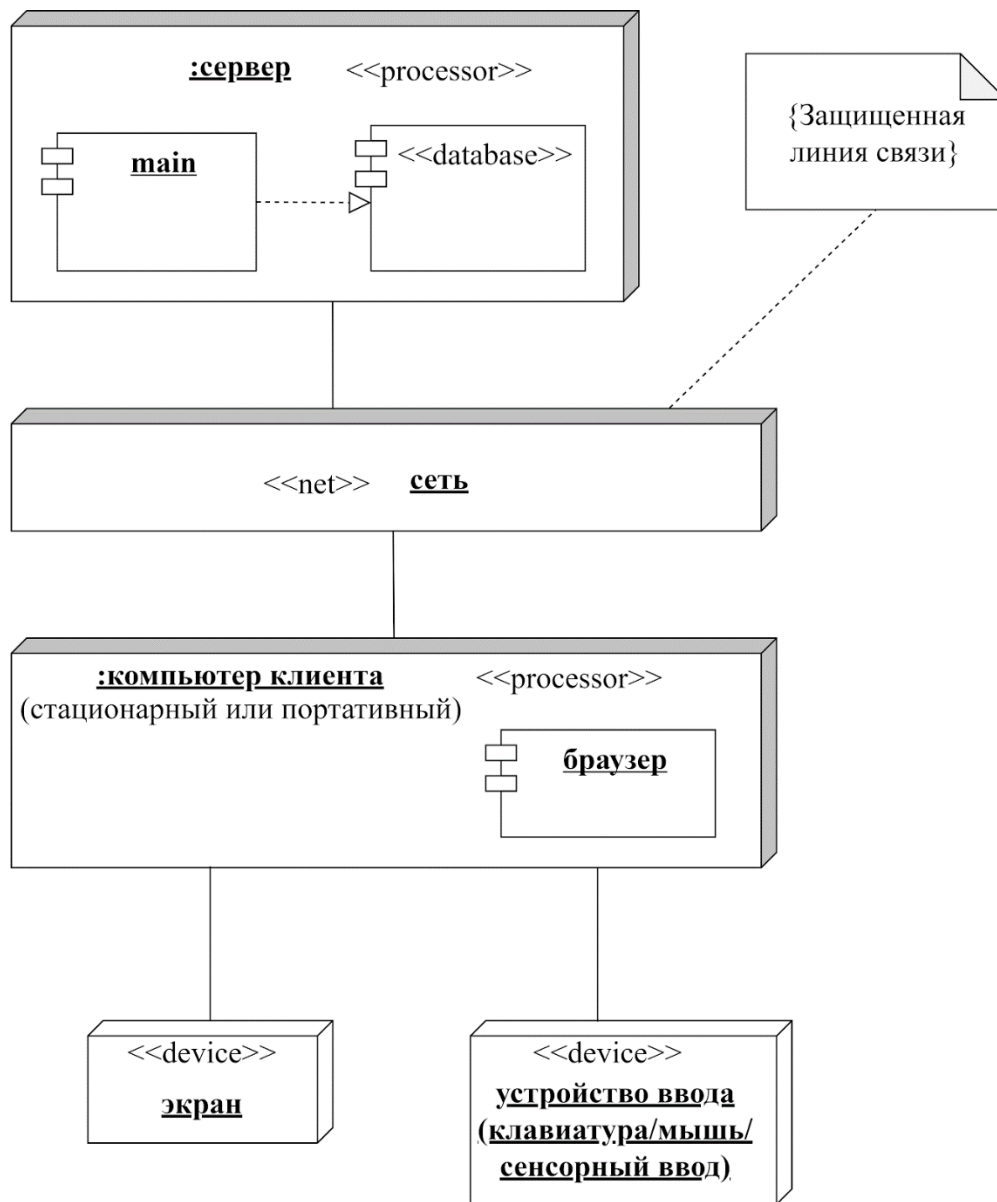 :сервер <<processor>>
{Защищенная
линия связи}
main
<<database>>
<<net>> сеть
:компьютер клиента <<processor>>
(стационарный или портативный)
браузер
<<device>>
экран
<<device>>
устройство ввода
(клавиатура/мышь/
сенсорный ввод)